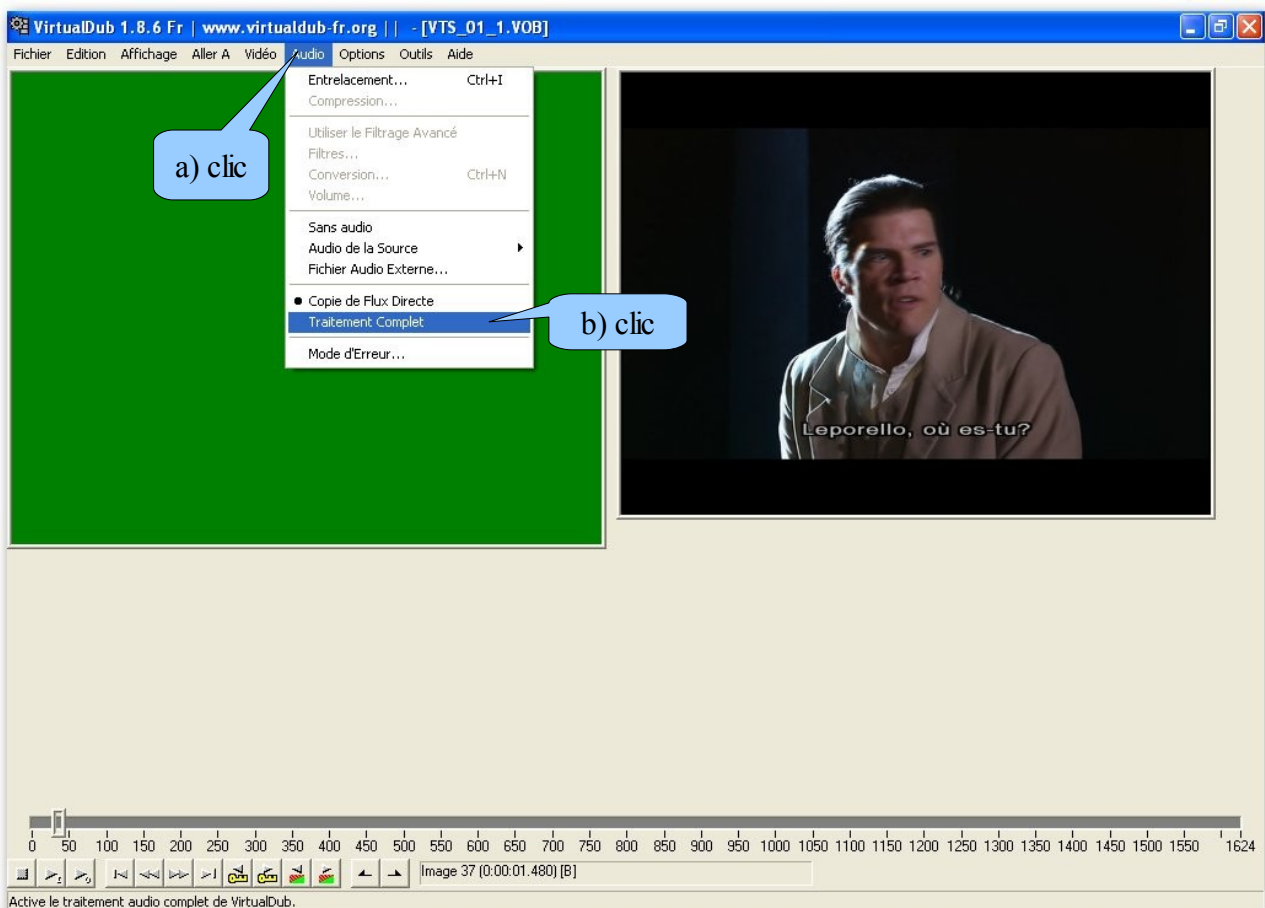 VirtualDub 1.8.6 Fr | www.virtualdub-fr.org || - [VTS_01_1.VOB]
Fichier Edition Affichage Aller A Vidéo Audio Options Outils Aide
Entrelacement... Ctrl+I
Compression...
Utiliser le Filtrage Avancé
Filtres...
Conversion... Ctrl+N
Volume...
Sans audio
Audio de la Source
Fichier Audio Externe...
Copie de Flux Directe
Traitement Complet
Mode d'Erreur...
a) clic
b) clic
Leporello, où es-tu?
0 50 100 150 200 250 300 350 400 450 500 550 600 650 700 750 800 850 900 950 1000 1050 1100 1150 1200 1250 1300 1350 1400 1450 1500 1550 1624
Image 37 (0:00:01.480) [B]
Active le traitement audio complet de VirtualDub.